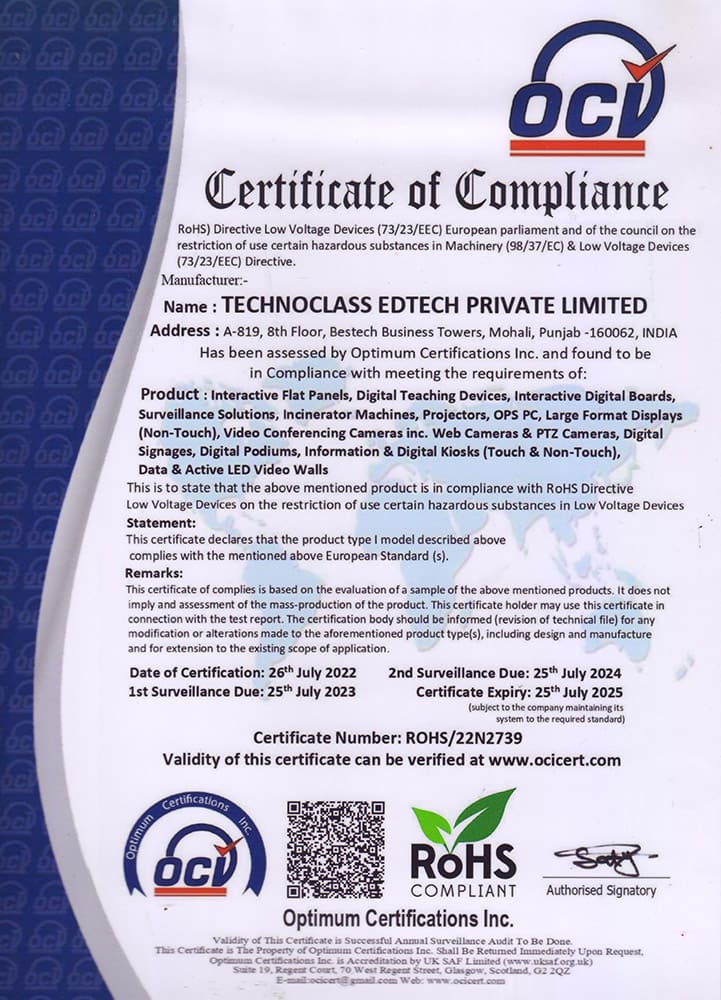 OCI
Certificate of Compliance
RoHS) Directive Low Voltage Devices (73/23/EEC) European parliament and of the council on the
restriction of use certain hazardous substances in Machinery (98/37/EC) & Low Voltage Devices
(73/23/EEC) Directive.
Manufacturer:-
Name : TECHNOCLASS EDTECH PRIVATE LIMITED
Address : A-819, 8th Floor, Bestech Business Towers, Mohali, Punjab -160062, INDIA
Has been assessed by Optimum Certifications Inc. and found to be
in Compliance with meeting the requirements of:
Product : Interactive Flat Panels, Digital Teaching Devices, Interactive Digital Boards,
Surveillance Solutions, Incinerator Machines, Projectors, OPS PC, Large Format Displays
(Non-Touch), Video Conferencing Cameras inc. Web Cameras & PTZ Cameras, Digital
Signages, Digital Podiums, Information & Digital Kiosks (Touch & Non-Touch),
Data & Active LED Video Walls
This is to state that the above mentioned product is in compliance with RoHS Directive
Low Voltage Devices on the restriction of use certain hazardous substances in Low Voltage Devices
Statement:
This certificate declares that the product type I model described above
complies with the mentioned above European Standard (s).
Remarks:
This certificate of complies is based on the evaluation of a sample of the above mentioned products. It does not
imply and assessment of the mass-production of the product. This certificate holder may use this certificate in
connection with the test report. The certification body should be informed (revision of technical file) for any
modification or alterations made to the aforementioned product type(s), including design and manufacture
and for extension to the existing scope of application.
Date of Certification: 26th July 2022 2nd Surveillance Due: 25th July 2024
1st Surveillance Due: 25th July 2023 Certificate Expiry: 25th July 2025
(subject to the company maintaining its
system to the required standard)
Certificate Number: ROHS/22N2739
Validity of this certificate can be verified at www.ocicert.com
Optimum Certifications Inc.
OCI
RoHS
COMPLIANT
Authorised Signatory
Optimum Certifications Inc.
Validity of This Certificate is Successful Annual Surveillance Audit To Be Done.
This Certificate is The Property of Optimum Certifications Inc. Shall Be Returned Immediately Upon Request,
Optimum Certifications Inc. is Accreditation by UK SAF Limited (www.uksaf.org.uk)
Suite 19, Regent Court, 70 West Regent Street, Glasgow, Scotland, G2 2QZ
E-mail:ocicert@gmail.com Web: www.ocicert.com